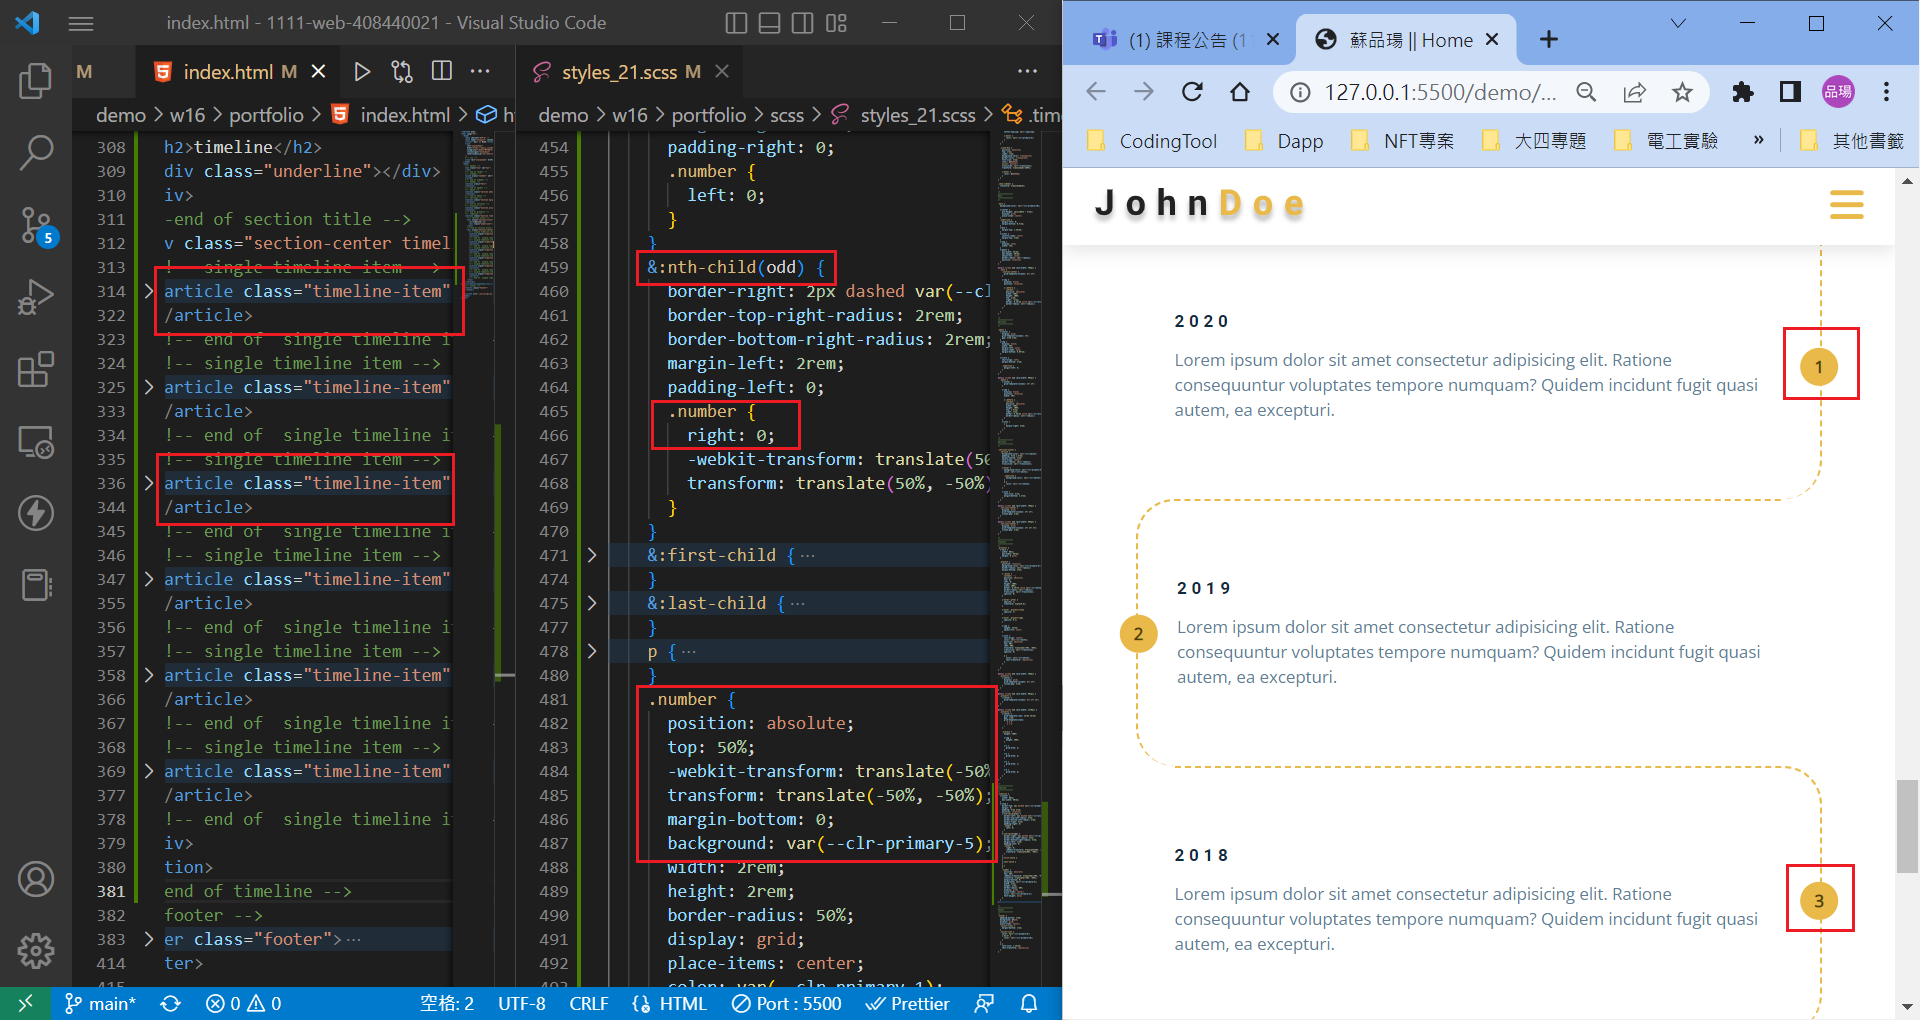 index.html - 1111-web-408440021 - Visual Studio Code
M
index.html M
demo > w16 > portfolio > index.html >
308 h2>timeline</h2>
309 div class="underline"></div>
310 iv>
311 -end of section title -->
312 v class="section-center timel
313 !-- single timeline item -->
314 article class="timeline-item"
322 /article>
323 !-- end of  single timeline i
324 !-- single timeline item -->
325 article class="timeline-item"
333 /article>
334 !-- end of  single timeline it
335 !-- single timeline item -->
336 article class="timeline-item"
344 /article>
345 !-- end of  single timeline i
346 !-- single timeline item -->
347 article class="timeline-item"
355 /article>
356 !-- end of  single timeline i
357 !-- single timeline item -->
358 article class="timeline-item"
366 /article>
367 !-- end of  single timeline i
368 !-- single timeline item -->
369 article class="timeline-item"
377 /article>
378 !-- end of  single timeline i
379 iv>
380 tion>
381 end of timeline -->
382 footer -->
383 er class="footer">...
414 ter>
415
styles_21.scss M
demo > w16 > portfolio > scss > styles_21.scss > .tim
454 padding-right: 0;
455 .number {
456 left: 0;
457 }
458 }
459 &:nth-child(odd) {
460 border-right: 2px dashed var(--cl
461 border-top-right-radius: 2rem;
462 border-bottom-right-radius: 2rem;
463 margin-left: 2rem;
464 padding-left: 0;
465 .number {
466 right: 0;
467 -webkit-transform: translate(50
468 transform: translate(50%, -50%)
469 }
470 }
471 &:first-child {...
474 }
475 &:last-child {...
477 }
478 p {...
480 }
481 .number {
482 position: absolute;
483 top: 50%;
484 -webkit-transform: translate(-50%
485 transform: translate(-50%, -50%);
486 margin-bottom: 0;
487 background: var(--clr-primary-5);
488 width: 2rem;
489 height: 2rem;
490 border-radius: 50%;
491 display: grid;
492 place-items: center;
493 color: var(--clr-primary-1);
5
main* 0 0 空格: 2 UTF-8 CRLF HTML Port : 5500 Prettier
(1) 課程公告 (1
蘇品瑒 || Home
127.0.0.1:5500/demo/...
品瑒
CodingTool Dapp NFT專案 大四專題 電工實驗 » 其他書籤
JohnDoe
2020
Lorem ipsum dolor sit amet consectetur adipisicing elit. Ratione
consequuntur voluptates tempore numquam? Quidem incidunt fugit quasi
autem, ea excepturi.
1
2019
Lorem ipsum dolor sit amet consectetur adipisicing elit. Ratione
consequuntur voluptates tempore numquam? Quidem incidunt fugit quasi
autem, ea excepturi.
2
2018
Lorem ipsum dolor sit amet consectetur adipisicing elit. Ratione
consequuntur voluptates tempore numquam? Quidem incidunt fugit quasi
autem, ea excepturi.
3